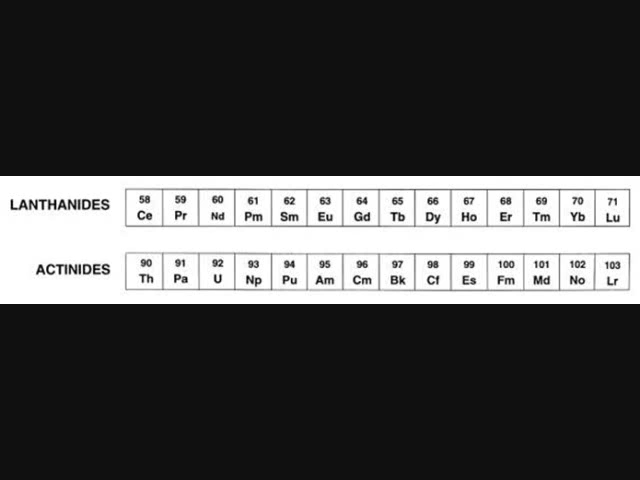 58 59 60 61 62 63 64 65 66 67 68 69 70 71
LANTHANIDES Ce Pr Nd Pm Sm Eu Gd Tb Dy Ho Er Tm Yb Lu
90 91 92 93 94 95 96 97 98 99 100 101 102 103
ACTINIDES Th Pa U Np Pu Am Cm Bk Cf Es Fm Md No Lr